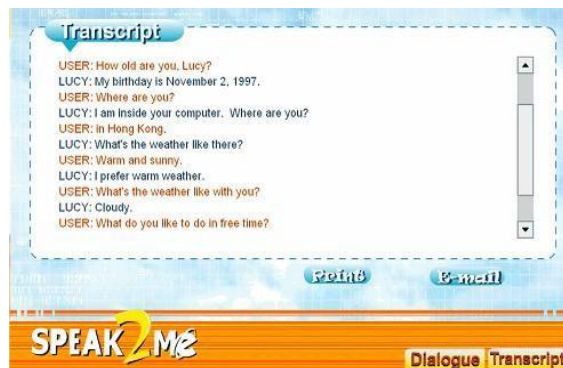 Transcript
USER: How old are you, Lucy?
LUCY: My birthday is November 2, 1997.
USER: Where are you?
LUCY: I am inside your computer. Where are you?
USER: in Hong Kong.
LUCY: What's the weather like there?
USER: Warm and sunny.
LUCY: I prefer warm weather.
USER: What's the weather like with you?
LUCY: Cloudy.
USER: What do you like to do in free time?
Print E-mail
SPEAK2ME
Dialogue Transcript